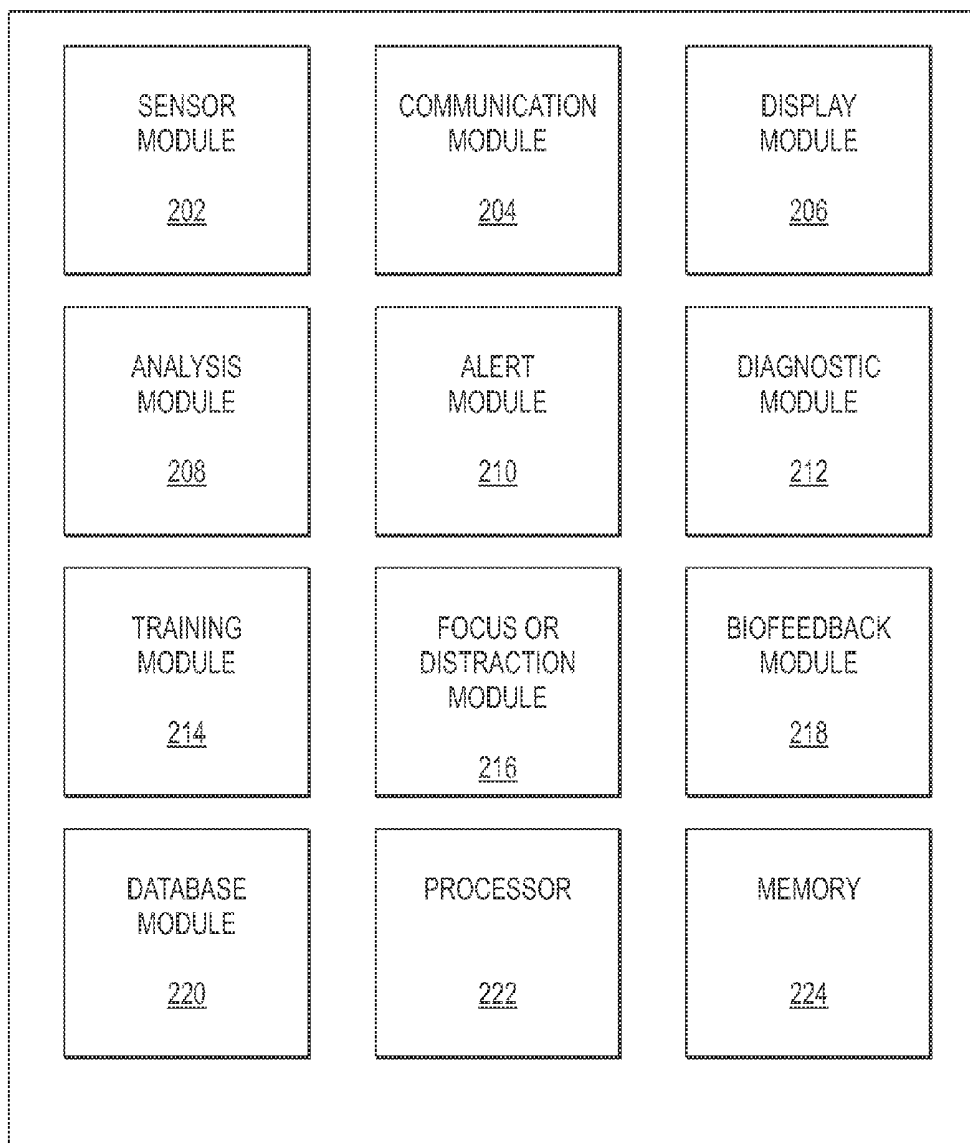 SENSOR
MODULE
202
COMMUNICATION
MODULE
204
DISPLAY
MODULE
206
ANALYSIS
MODULE
208
ALERT
MODULE
210
DIAGNOSTIC
MODULE
212
TRAINING
MODULE
214
FOCUS OR
DISTRACTION
MODULE
216
BIOFEEDBACK
MODULE
218
DATABASE
MODULE
220
PROCESSOR
222
MEMORY
224